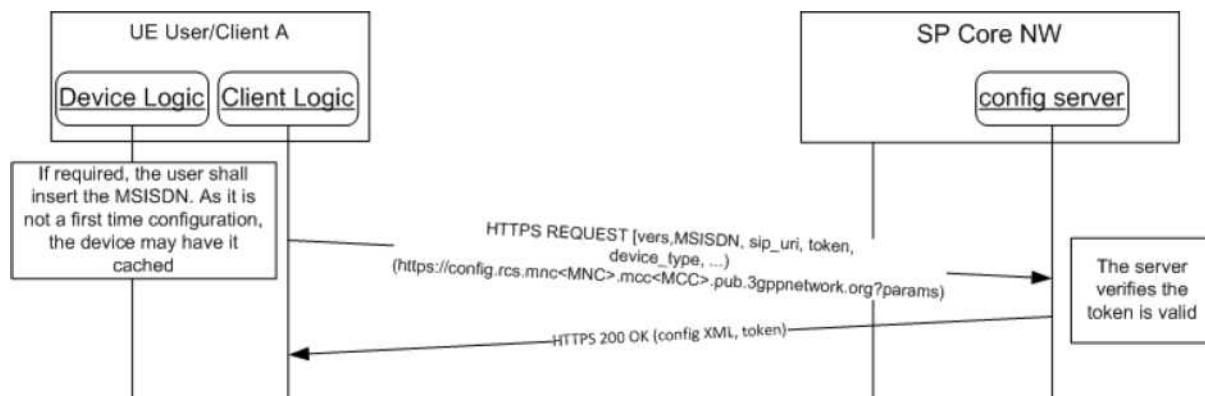 UE User/Client A
SP Core NW
Device Logic
Client Logic
config server
If required, the user shall
insert the MSISDN. As it is
not a first time configuration,
the device may have it
cached
HTTPS REQUEST [vers,MSISDN, sip_uri, token,
device_type, ...)
(https://config.rcs.mnc<MNC>.mcc<MCC>.pub.3gppnetwork.org?params)
The server
verifies the
token is valid
HTTPS 200 OK (config XML, token)